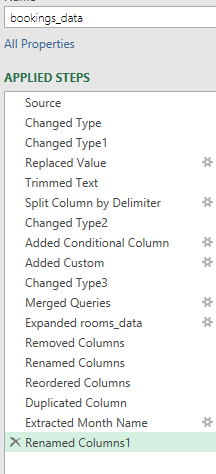 bookings_data
All Properties
APPLIED STEPS
Source
Changed Type
Changed Type1
Replaced Value
Trimmed Text
Split Column by Delimiter
Changed Type2
Added Conditional Column
Added Custom
Changed Type3
Merged Queries
Expanded rooms_data
Removed Columns
Renamed Columns
Reordered Columns
Duplicated Column
Extracted Month Name
Renamed Columns1